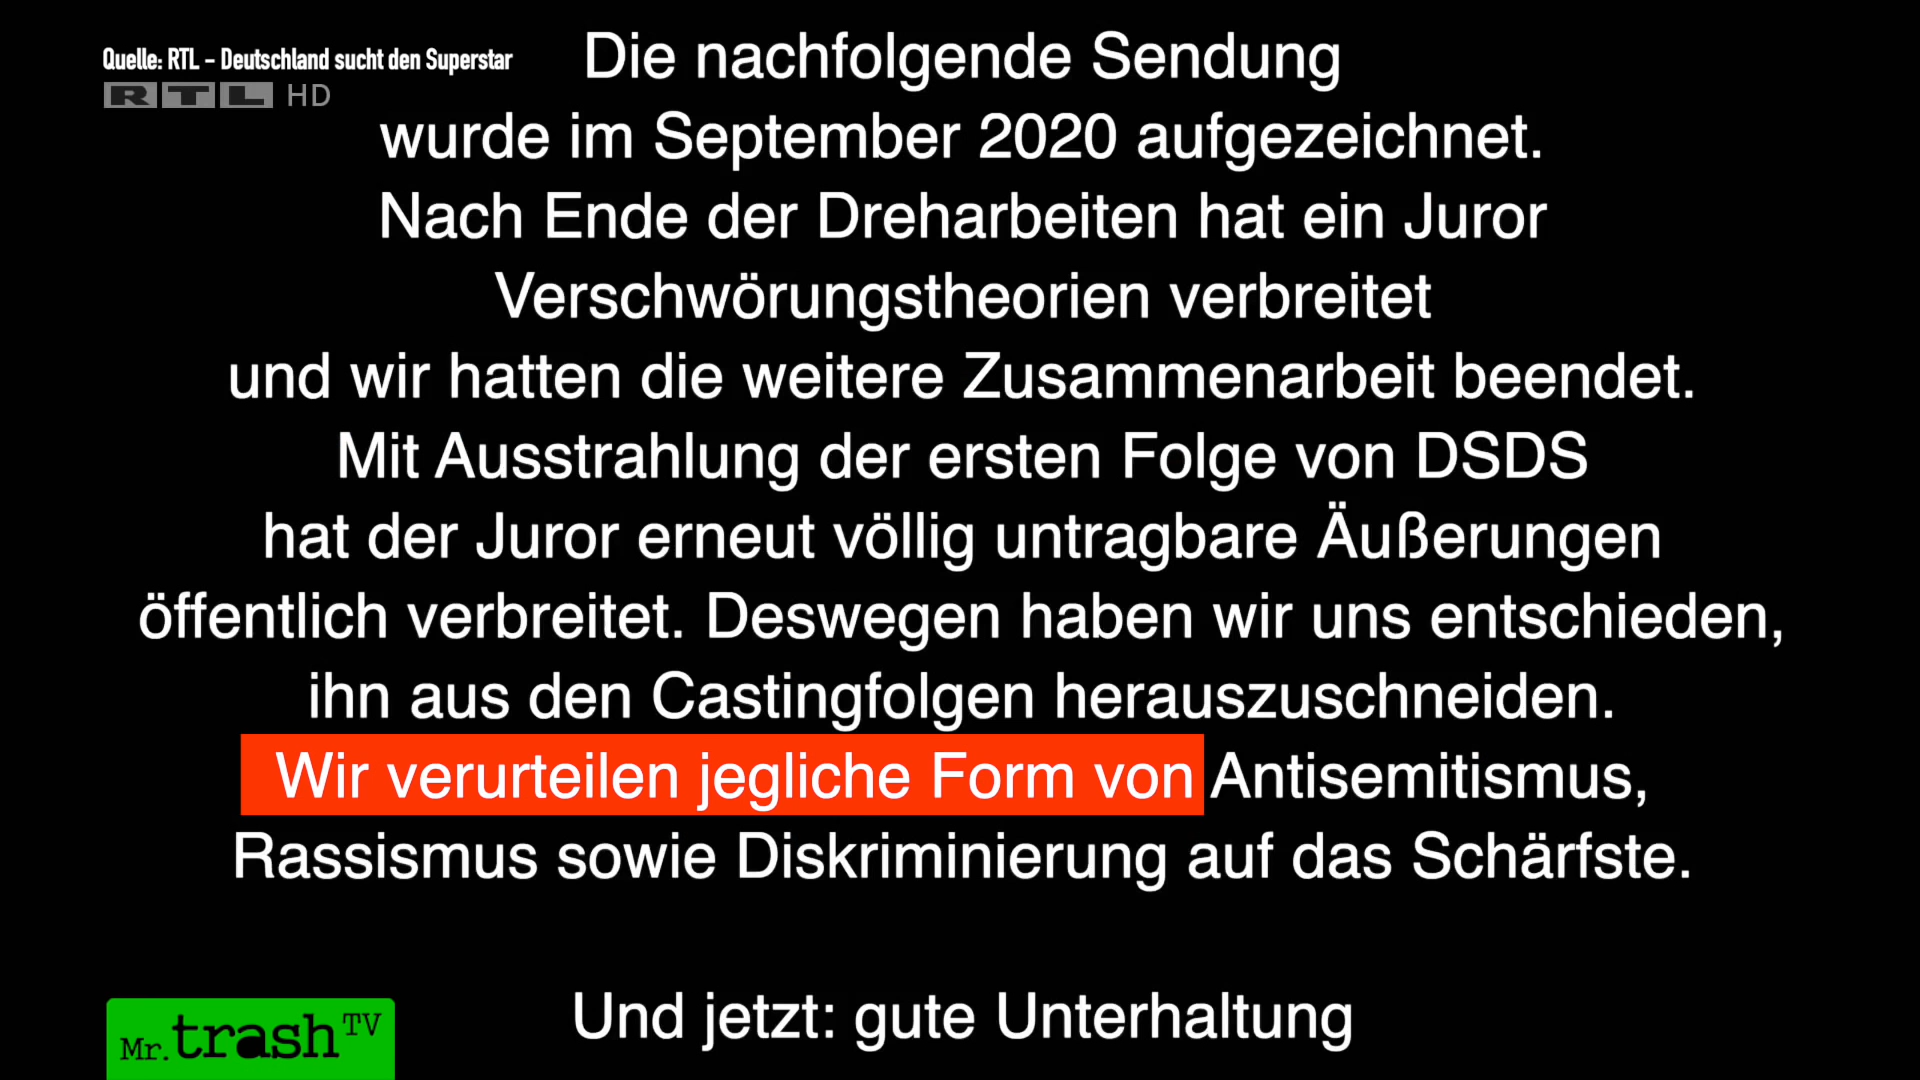 Quelle: RTL – Deutschland sucht den Superstar
RTL HD
Die nachfolgende Sendung
wurde im September 2020 aufgezeichnet.
Nach Ende der Dreharbeiten hat ein Juror
Verschwörungstheorien verbreitet
und wir hatten die weitere Zusammenarbeit beendet.
Mit Ausstrahlung der ersten Folge von DSDS
hat der Juror erneut völlig untragbare Äußerungen
öffentlich verbreitet. Deswegen haben wir uns entschieden,
ihn aus den Castingfolgen herauszuschneiden.
Wir verurteilen jegliche Form von Antisemitismus,
Rassismus sowie Diskriminierung auf das Schärfste.
Und jetzt: gute Unterhaltung
Mr. trash TV